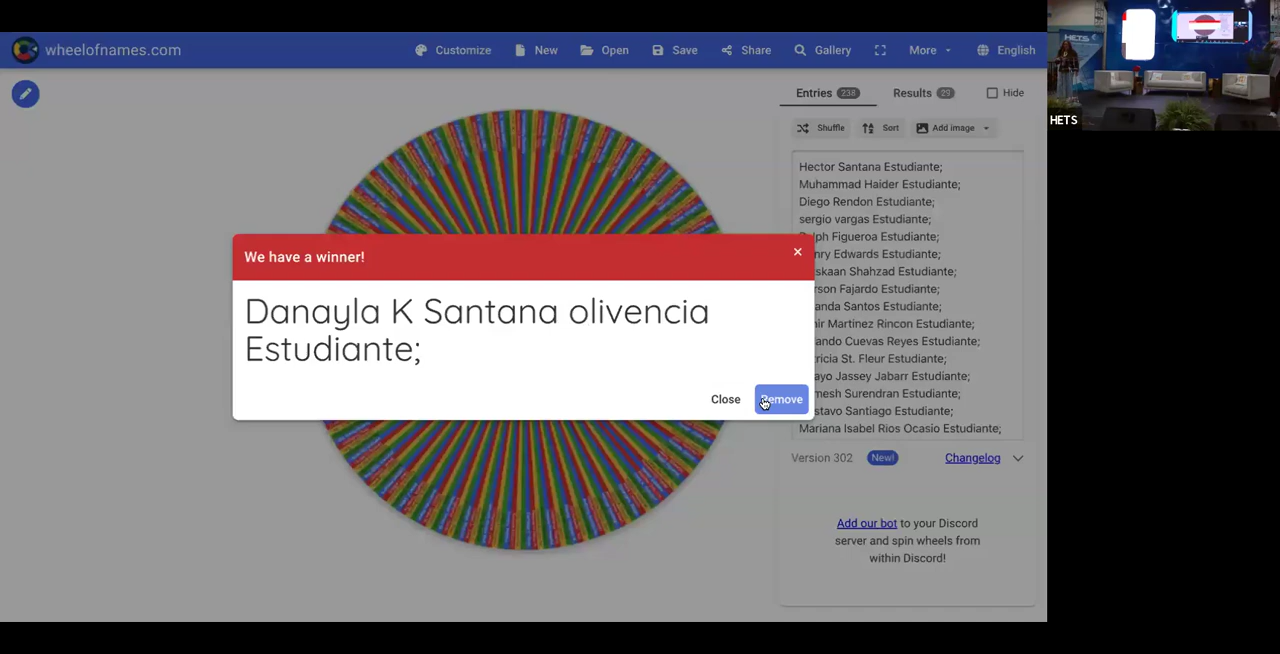 wheelofnames.com
Customize
New
Open
Save
Share
Gallery
More
English
HETS
Entries 238
Results 29
Hide
Shuffle
Sort
Add image
Hector Santana Estudiante;
Muhammad Haider Estudiante;
Diego Rendon Estudiante;
sergio vargas Estudiante;
Figueroa Estudiante;
Edwards Estudiante;
Shahzad Estudiante;
Fajardo Estudiante;
Santos Estudiante;
Martinez Rincon Estudiante;
Cuevas Reyes Estudiante;
St. Fleur Estudiante;
Jassey Jabarr Estudiante;
Surendran Estudiante;
Santiago Estudiante;
Mariana Isabel Rios Ocasio Estudiante;
We have a winner!
Danayla K Santana olivencia
Estudiante;
Close
Remove
Version 302
New!
Changelog
Add our bot to your Discord
server and spin wheels from
within Discord!